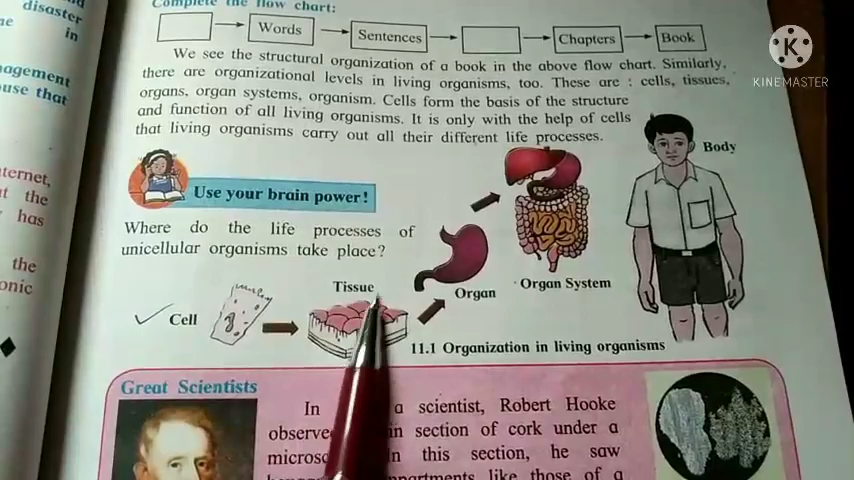 disaster
in
nagement
use that
ternet,
t the
has
the
onic
Complete the flow chart:
Words
Sentences
Chapters
Book
We see the structural organization of a book in the above flow chart. Similarly,
there are organizational levels in living organisms, too. These are : cells, tissues,
organs, organ systems, organism. Cells form the basis of the structure
and function of all living organisms. It is only with the help of cells
that living organisms carry out all their different life processes.
Use your brain power!
Where do the life processes of
unicellular organisms take place?
Cell
Tissue
Organ
Organ System
Body
11.1 Organization in living organisms
Great Scientists
In a scientist, Robert Hooke
observe in section of cork under a
microsc n this section, he saw
like those of a
K
KINEMASTER